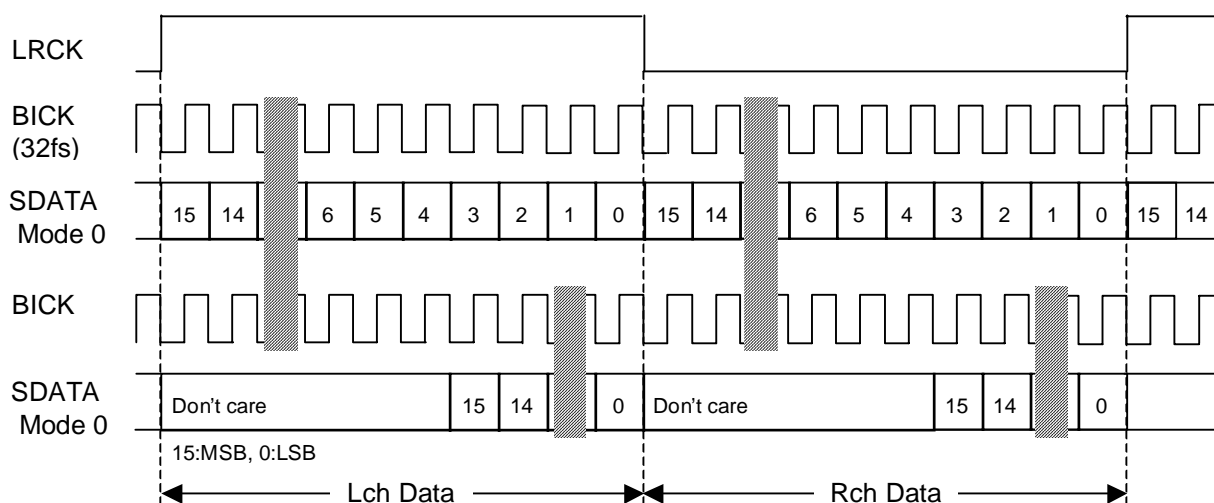 LRCK
BICK
(32fs)
SDATA
Mode 0
15 14 6 5 4 3 2 1 0 15 14 6 5 4 3 2 1 0 15 14
BICK
SDATA
Mode 0
Don't care 15 14 0 Don't care 15 14 0
15:MSB, 0:LSB
Lch Data Rch Data